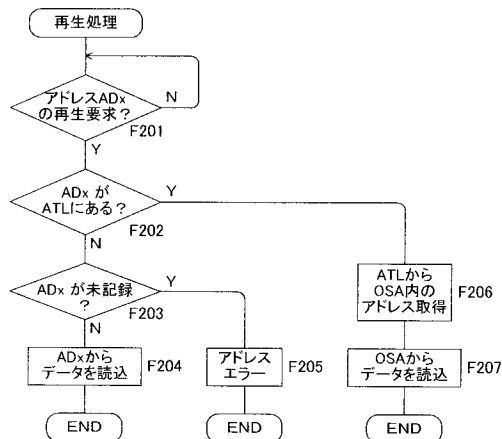 再生処理
アドレスADx
の再生要求？
N
F201
Y
ADx が
ATLにある？
Y
F202
N
ADx が未記録
？
Y
F203
N
ATLから
OSA内の
アドレス取得
F206
ADxから
データを読込
F204
アドレス
エラー
F205
OSAから
データを読込
F207
END
END
END